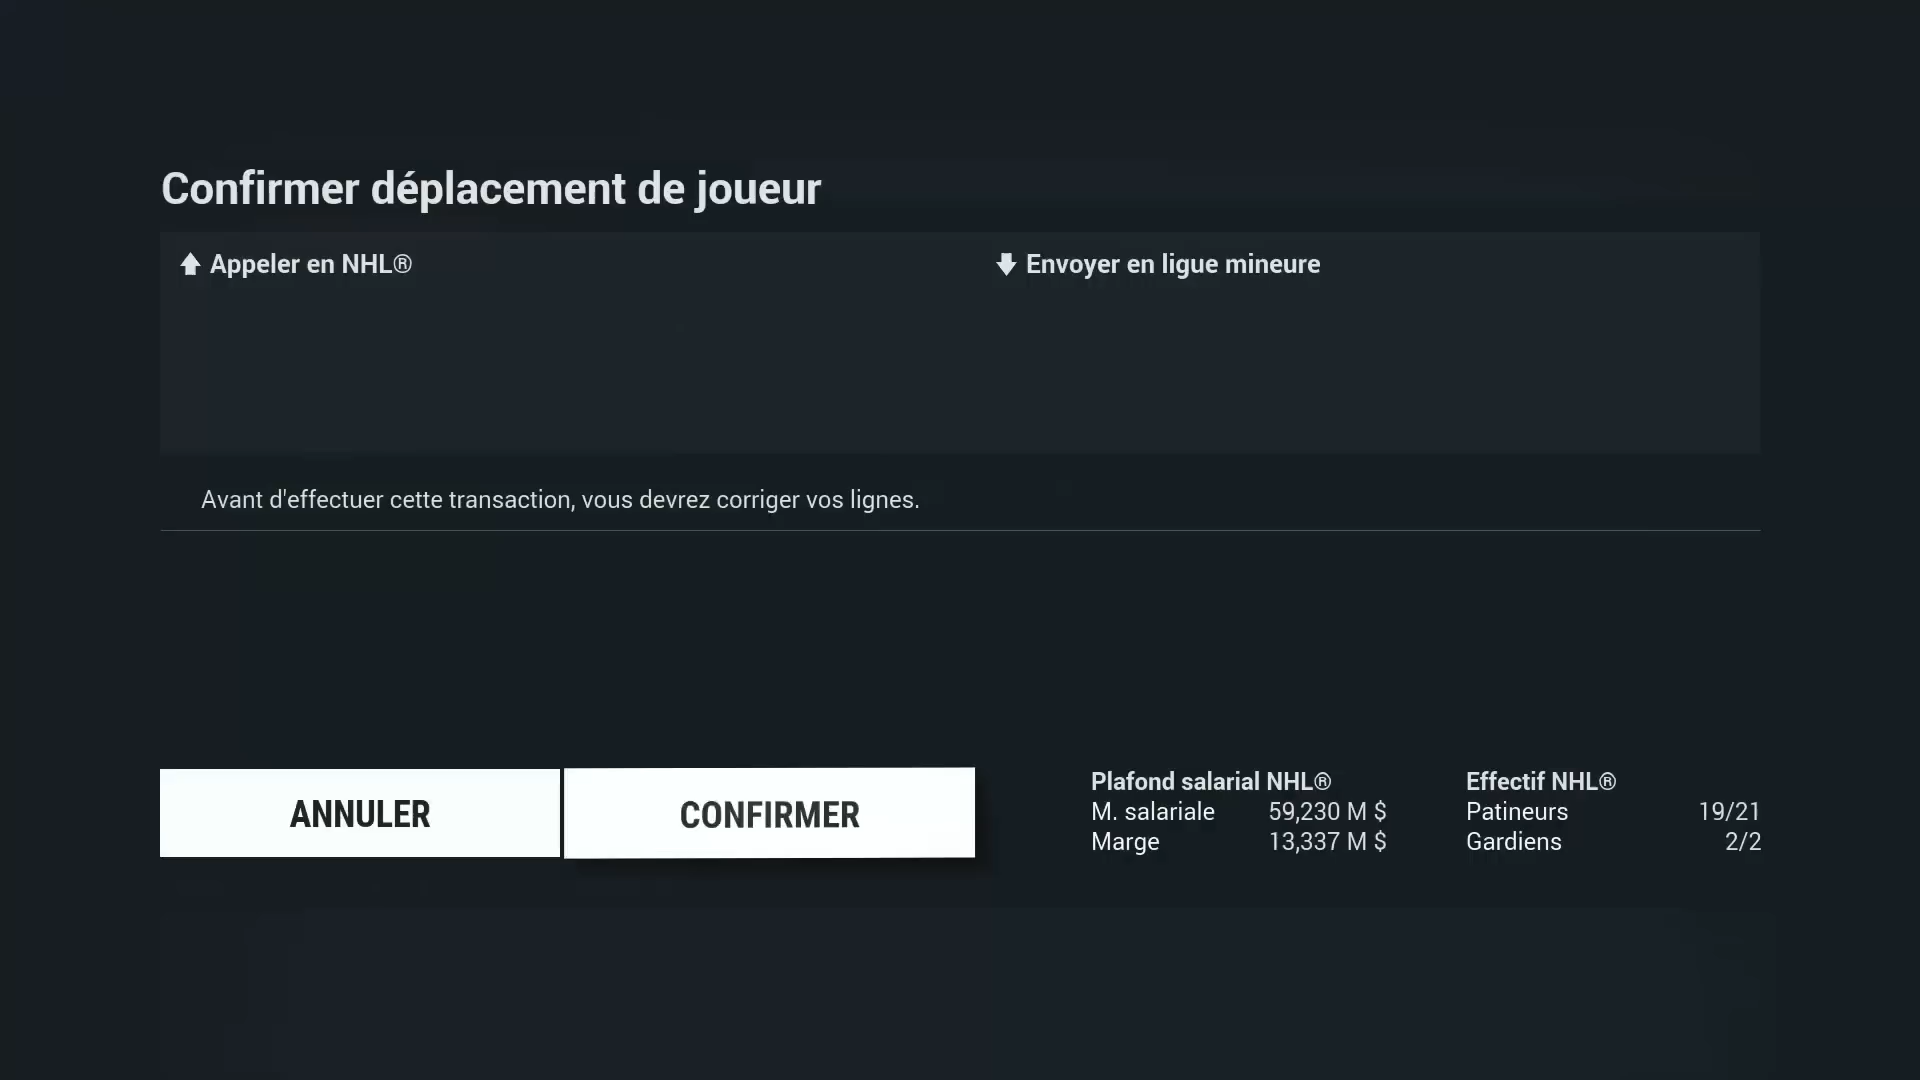 Confirmer déplacement de joueur
Appeler en NHL®
Envoyer en ligue mineure
Avant d'effectuer cette transaction, vous devrez corriger vos lignes.
ANNULER
CONFIRMER
Plafond salarial NHL®
M. salariale 59,230 M $
Marge 13,337 M $
Effectif NHL®
Patineurs 19/21
Gardiens 2/2